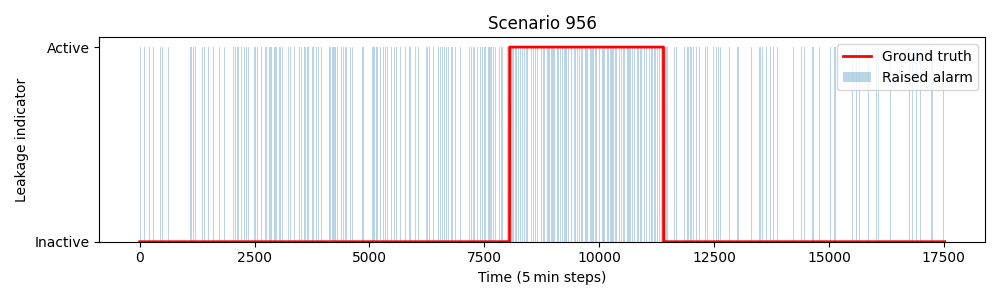 Scenario 956
Active
Inactive
Leakage indicator
Ground truth
Raised alarm
0 2500 5000 7500 10000 12500 15000 17500
Time (5 min steps)